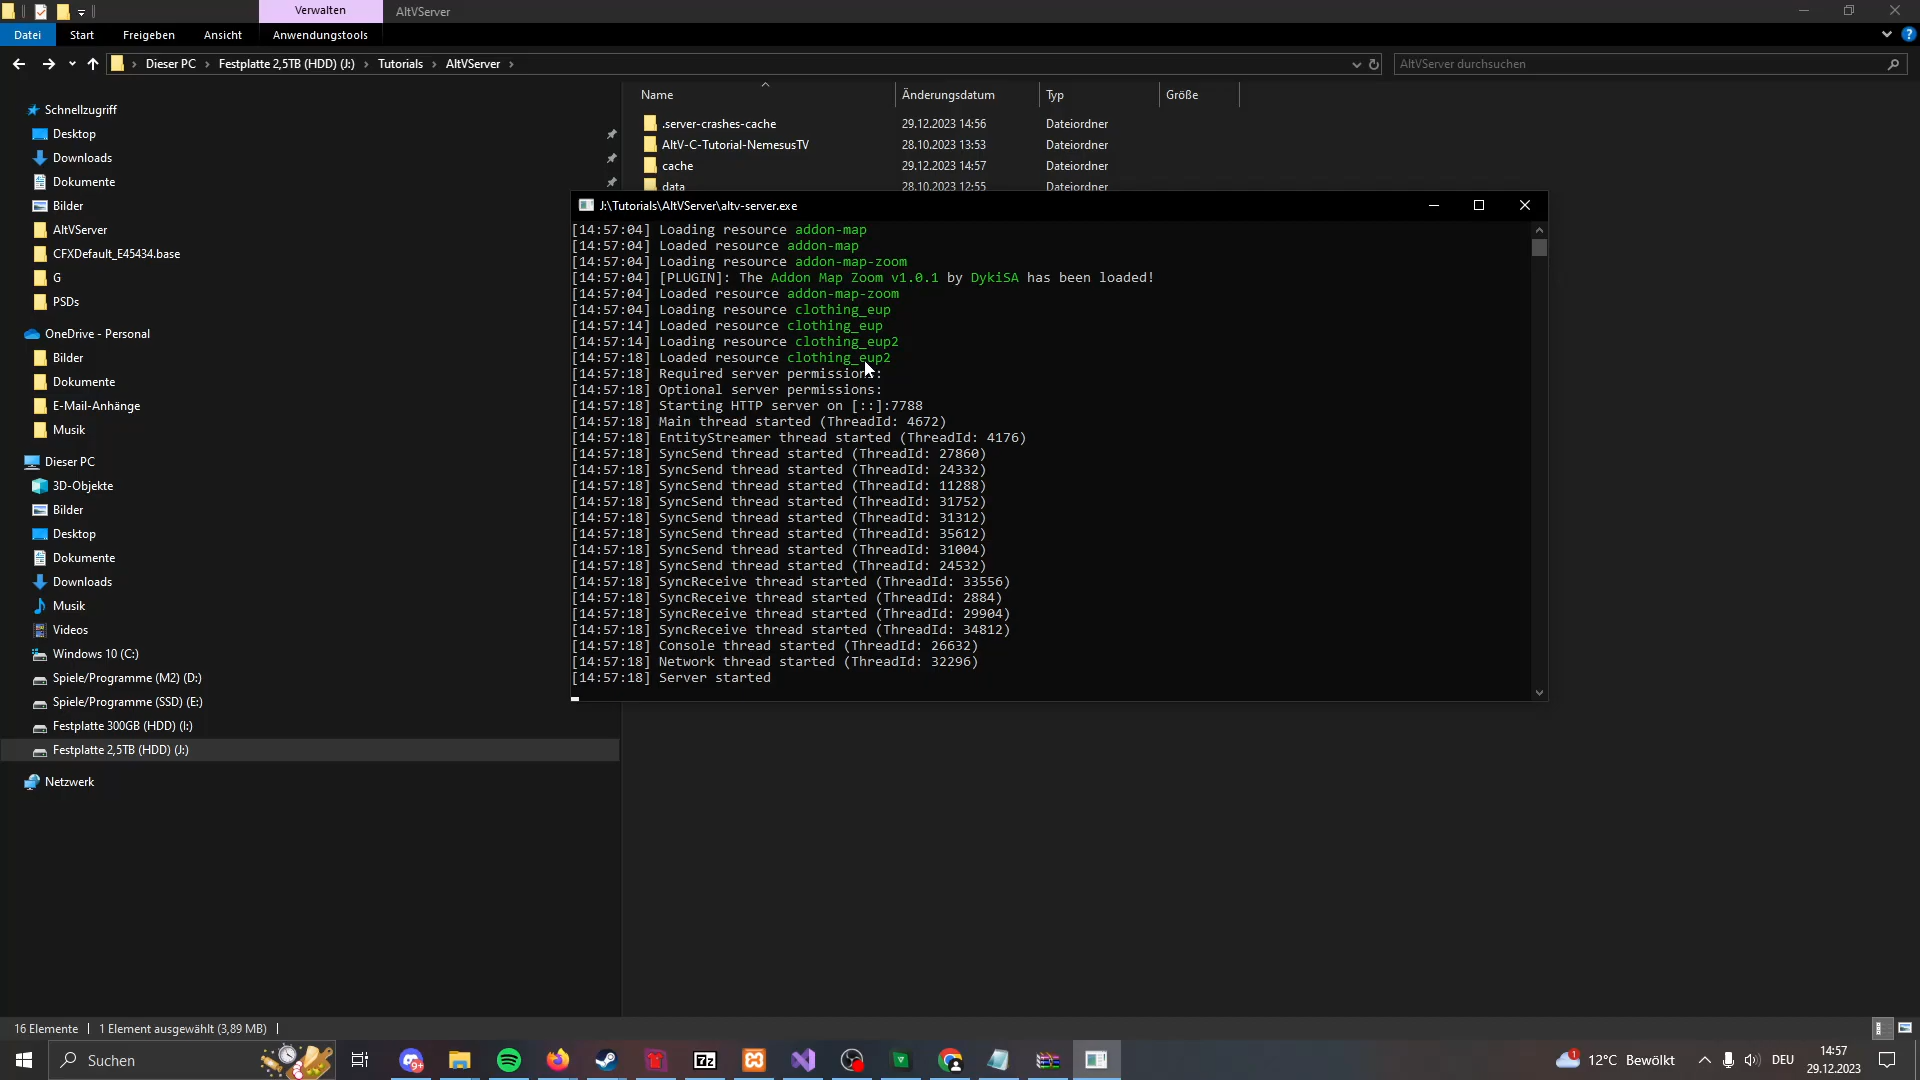 Verwalten
AltVServer
Datei
Start
Freigeben
Ansicht
Anwendungstools
Dieser PC
Festplatte 2,5TB (HDD) (J:)
Tutorials
AltVServer
AltVServer durchsuchen
Name
Änderungsdatum
Typ
Größe
Schnellzugriff
Desktop
Downloads
Dokumente
Bilder
AltVServer
CFXDefault_E45434.base
G
PSDs
OneDrive - Personal
Bilder
Dokumente
E-Mail-Anhänge
Musik
Dieser PC
3D-Objekte
Bilder
Desktop
Dokumente
Downloads
Musik
Videos
Windows 10 (C:)
Spiele/Programme (M2) (D:)
Spiele/Programme (SSD) (E:)
Festplatte 300GB (HDD) (I:)
Festplatte 2,5TB (HDD) (J:)
Netzwerk
.server-crashes-cache 29.12.2023 14:56 Dateiordner
AltV-C-Tutorial-NemesusTV 28.10.2023 13:53 Dateiordner
cache 29.12.2023 14:57 Dateiordner
data 28.10.2023 12:55 Dateiordner
J:\Tutorials\AltVServer\altv-server.exe
[14:57:04] Loading resource addon-map
[14:57:04] Loaded resource addon-map
[14:57:04] Loading resource addon-map-zoom
[14:57:04] [PLUGIN]: The Addon Map Zoom v1.0.1 by DykiSA has been loaded!
[14:57:04] Loaded resource addon-map-zoom
[14:57:04] Loading resource clothing_eup
[14:57:14] Loaded resource clothing_eup
[14:57:14] Loading resource clothing_eup2
[14:57:18] Loaded resource clothing_eup2
[14:57:18] Required server permissions:
[14:57:18] Optional server permissions:
[14:57:18] Starting HTTP server on [::]:7788
[14:57:18] Main thread started (ThreadId: 4672)
[14:57:18] EntityStreamer thread started (ThreadId: 4176)
[14:57:18] SyncSend thread started (ThreadId: 27860)
[14:57:18] SyncSend thread started (ThreadId: 24332)
[14:57:18] SyncSend thread started (ThreadId: 11288)
[14:57:18] SyncSend thread started (ThreadId: 31752)
[14:57:18] SyncSend thread started (ThreadId: 31312)
[14:57:18] SyncSend thread started (ThreadId: 35612)
[14:57:18] SyncSend thread started (ThreadId: 31004)
[14:57:18] SyncSend thread started (ThreadId: 24532)
[14:57:18] SyncReceive thread started (ThreadId: 33556)
[14:57:18] SyncReceive thread started (ThreadId: 2884)
[14:57:18] SyncReceive thread started (ThreadId: 29904)
[14:57:18] SyncReceive thread started (ThreadId: 34812)
[14:57:18] Console thread started (ThreadId: 26632)
[14:57:18] Network thread started (ThreadId: 32296)
[14:57:18] Server started
16 Elemente
1 Element ausgewählt (3,89 MB)
Suchen
9+
7z
1
12°C Bewölkt
DEU
14:57
29.12.2023